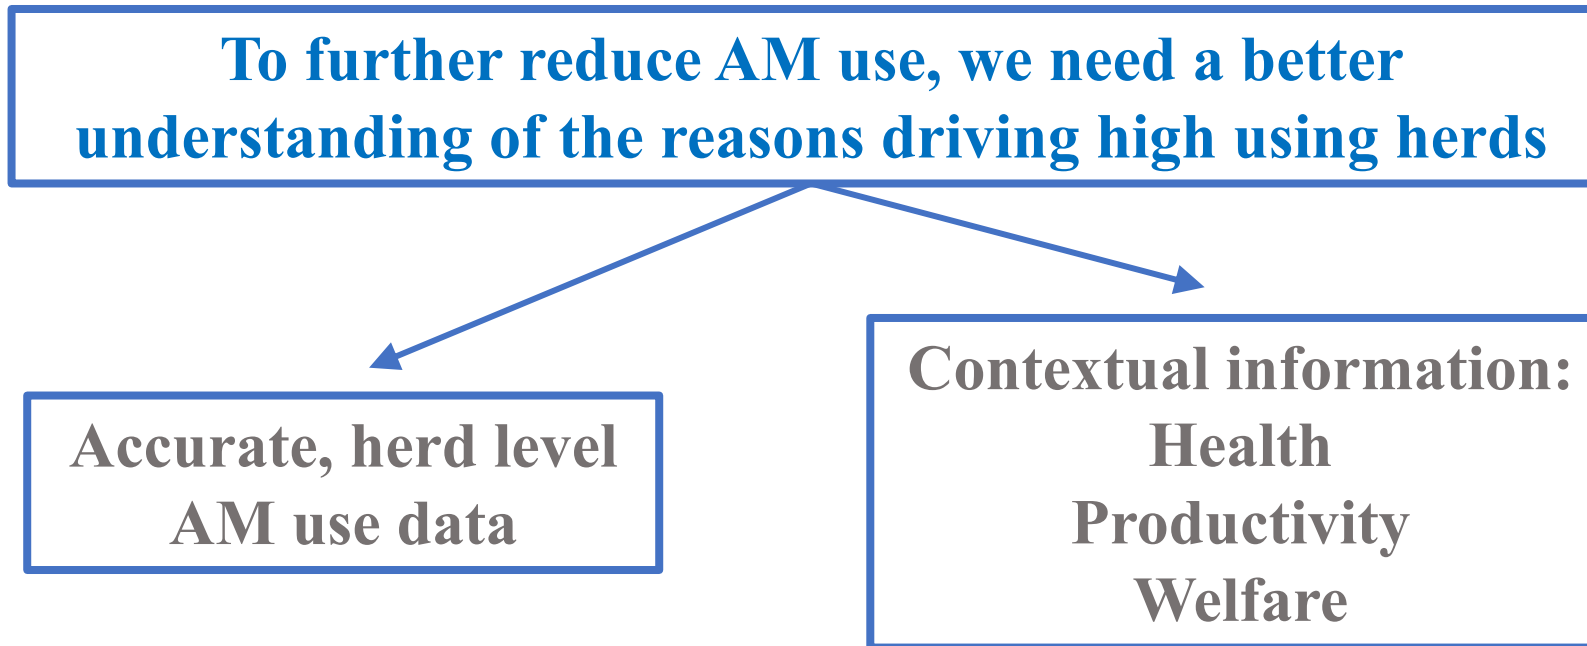 To further reduce AM use, we need a better
understanding of the reasons driving high using herds
Accurate, herd level
AM use data
Contextual information:
Health
Productivity
Welfare